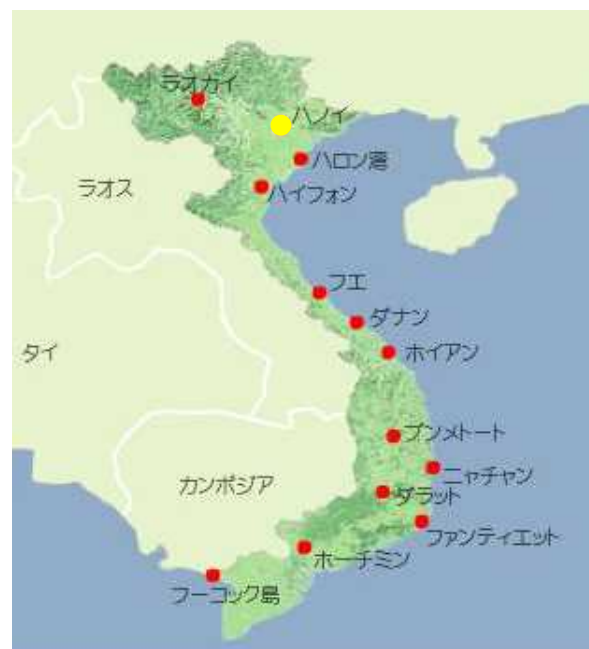 ラオカイ
ハノイ
ハロン湾
ラオス
ハイフォン
フエ
ダナン
タイ
ホイアン
ブンメトート
ニャチャン
カンボジア
ダラット
ファンティエット
ホーチミン
フーコック島